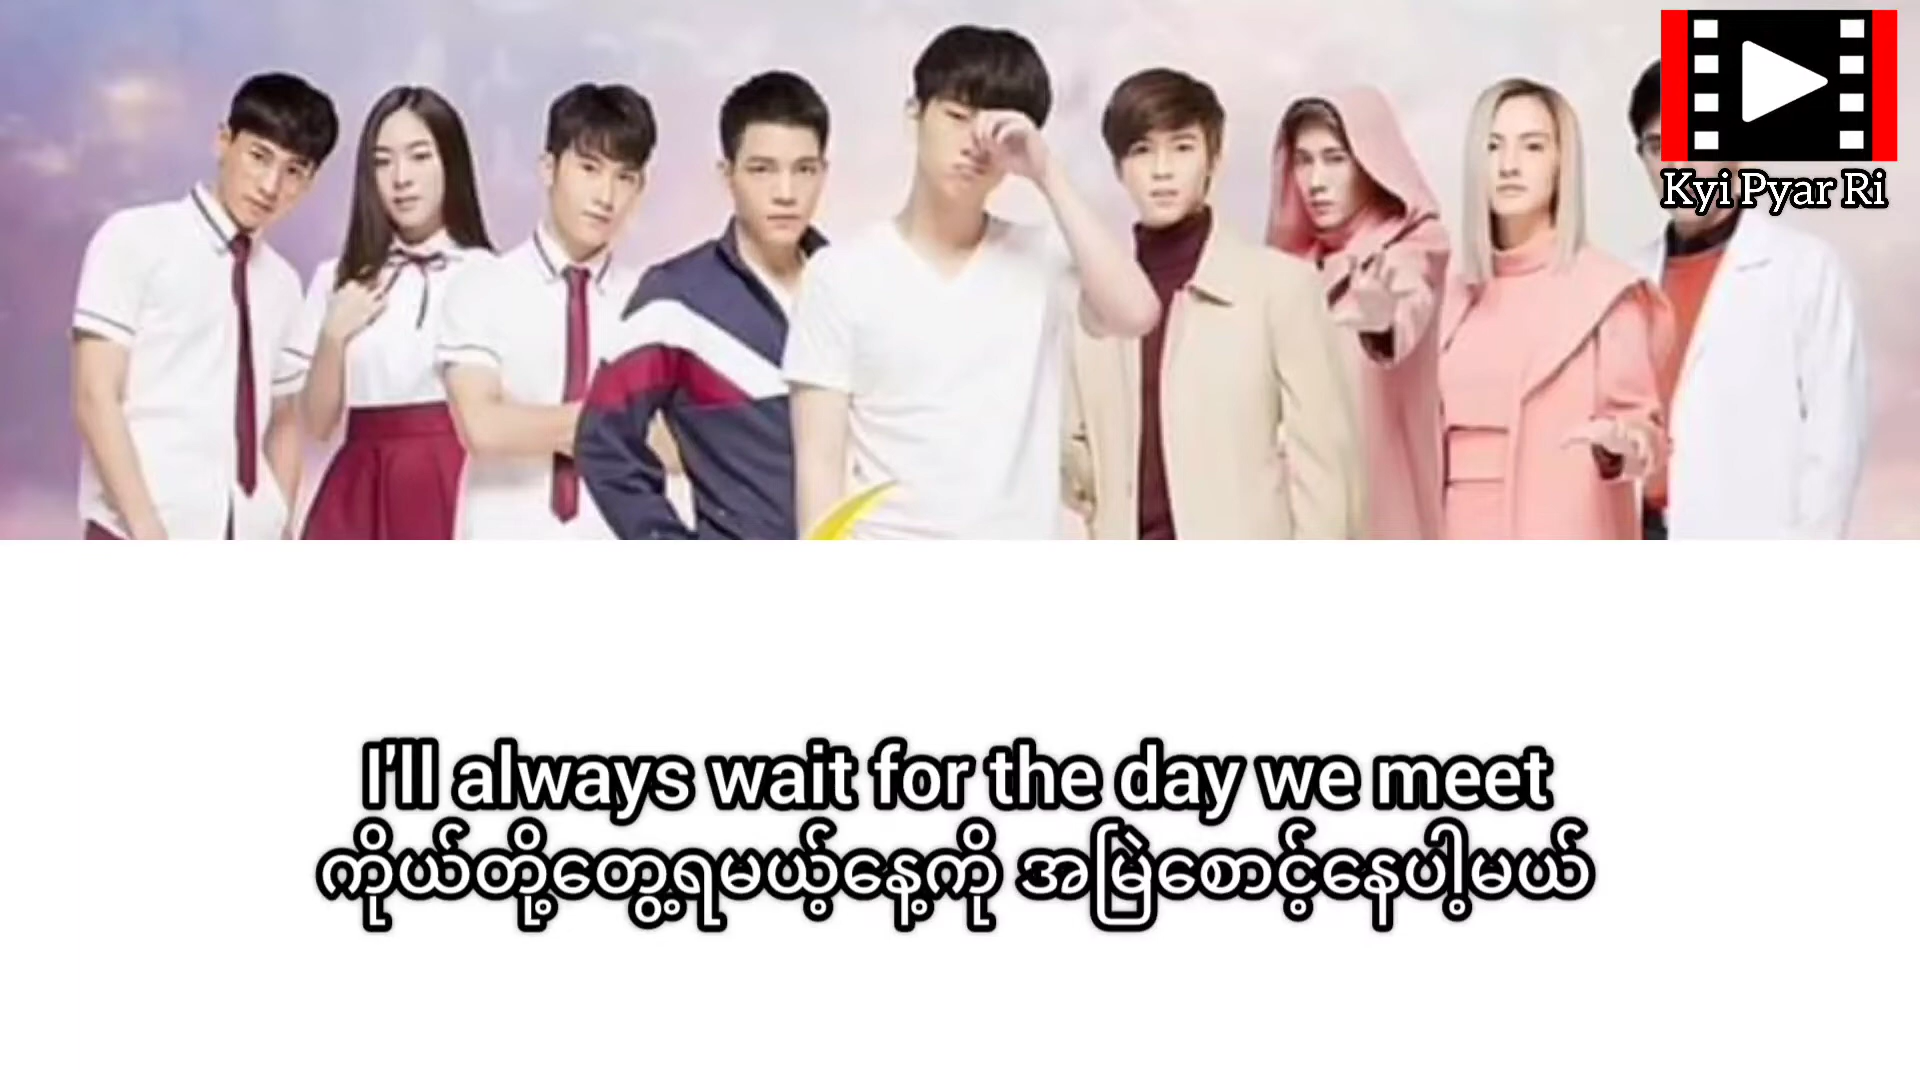 Kyi Pyar Ri
I'll always wait for the day we meet
ကိုယ်တို့တွေ့ရမယ့်နေ့ကို အမြဲစောင့်နေပါ့မယ်